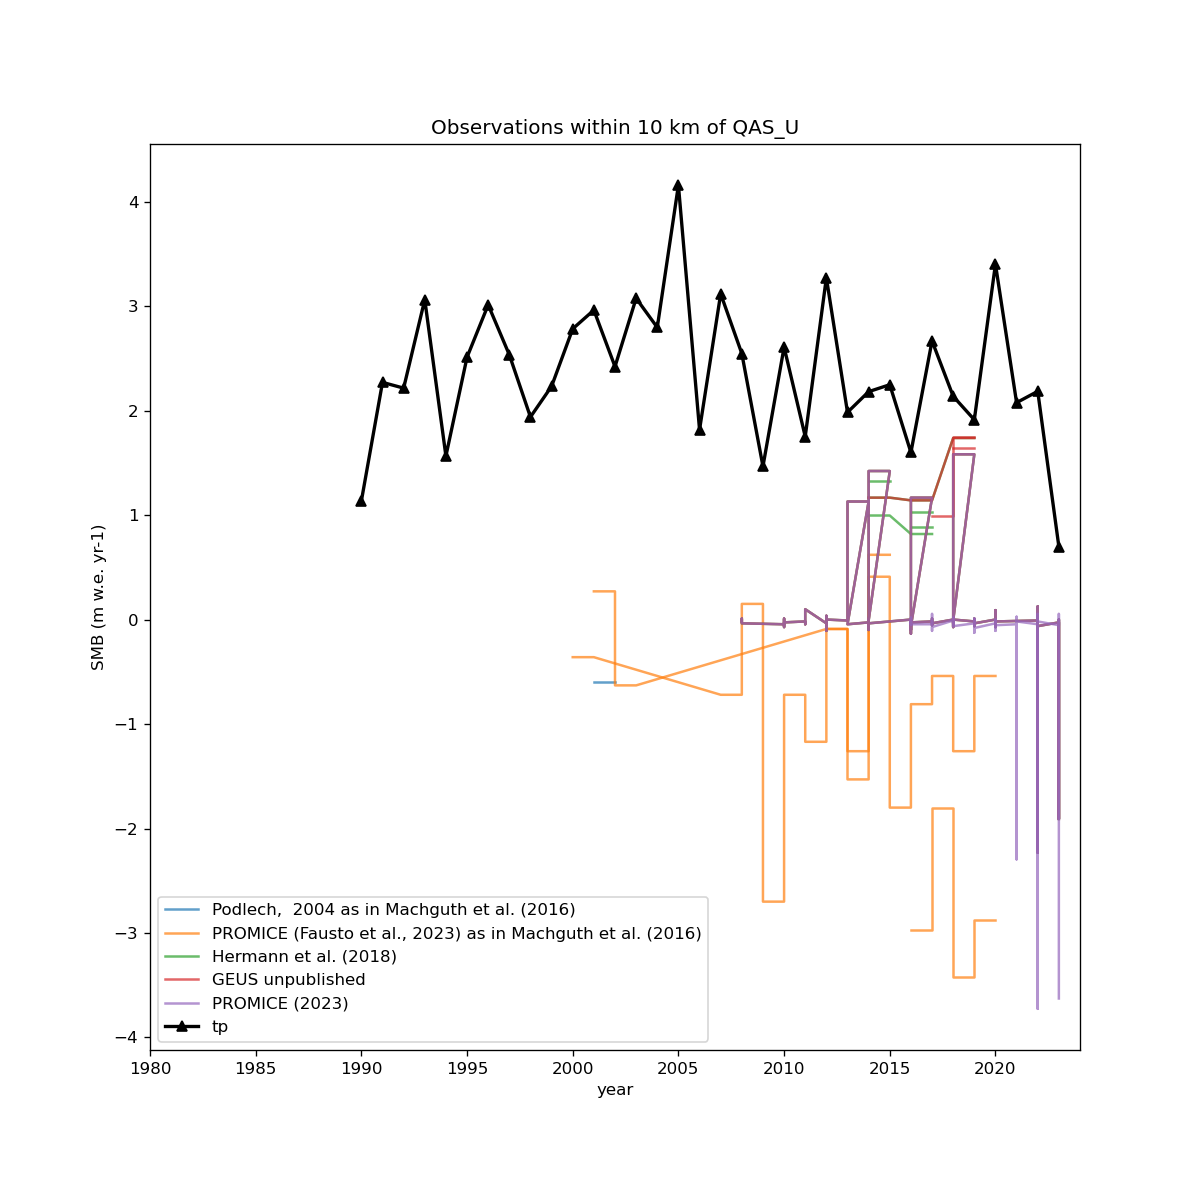 Observations within 10 km of QAS_U
SMB (m w.e. yr-1)
4
3
2
1
0
−1
−2
−3
−4
Podlech,  2004 as in Machguth et al. (2016)
PROMICE (Fausto et al., 2023) as in Machguth et al. (2016)
Hermann et al. (2018)
GEUS unpublished
PROMICE (2023)
tp
1980 1985 1990 1995 2000 2005 2010 2015 2020
year